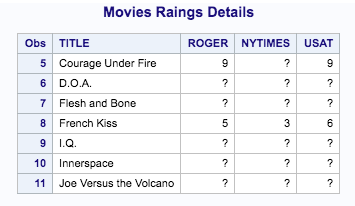 Movies Raings Details
Obs TITLE ROGER NYTIMES USAT
5 Courage Under Fire 9 ? 9
6 D.O.A. ? ? ?
7 Flesh and Bone ? ? ?
8 French Kiss 5 3 6
9 I.Q. ? ? ?
10 Innerspace ? ? ?
11 Joe Versus the Volcano ? ? ?